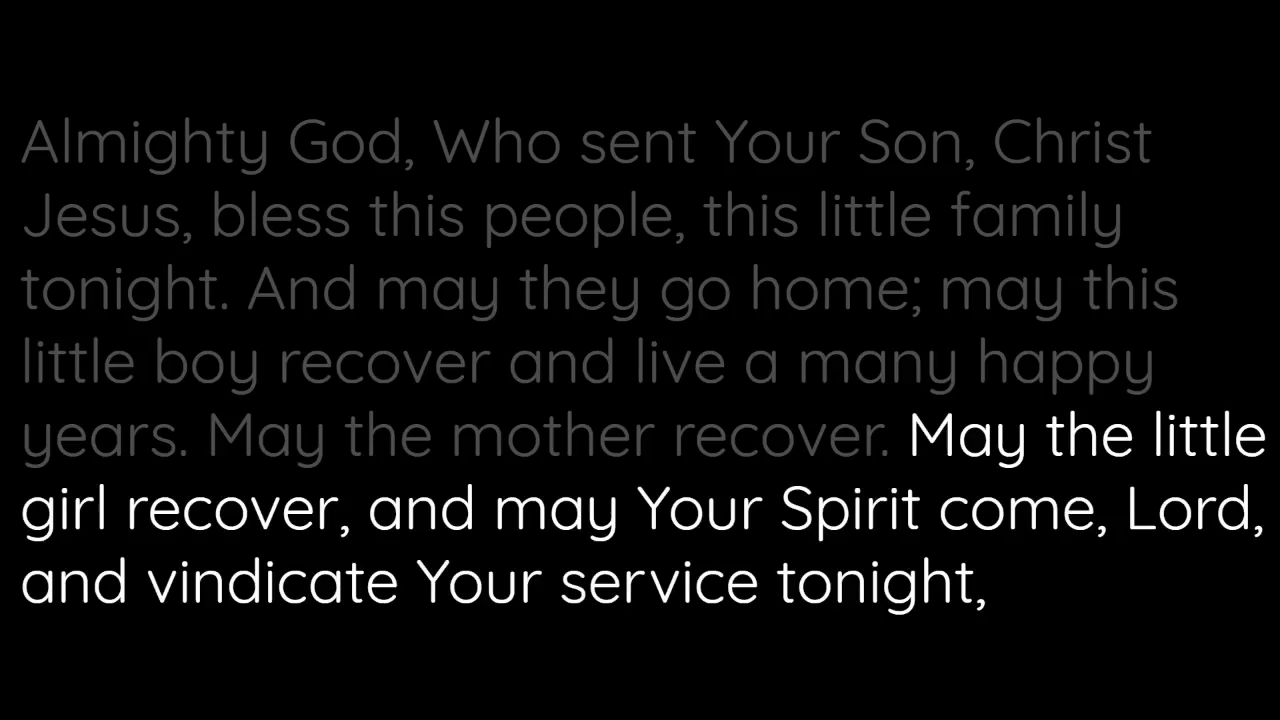 Almighty God, Who sent Your Son, Christ
Jesus, bless this people, this little family
tonight. And may they go home; may this
little boy recover and live a many happy
years. May the mother recover. May the little
girl recover, and may Your Spirit come, Lord,
and vindicate Your service tonight,